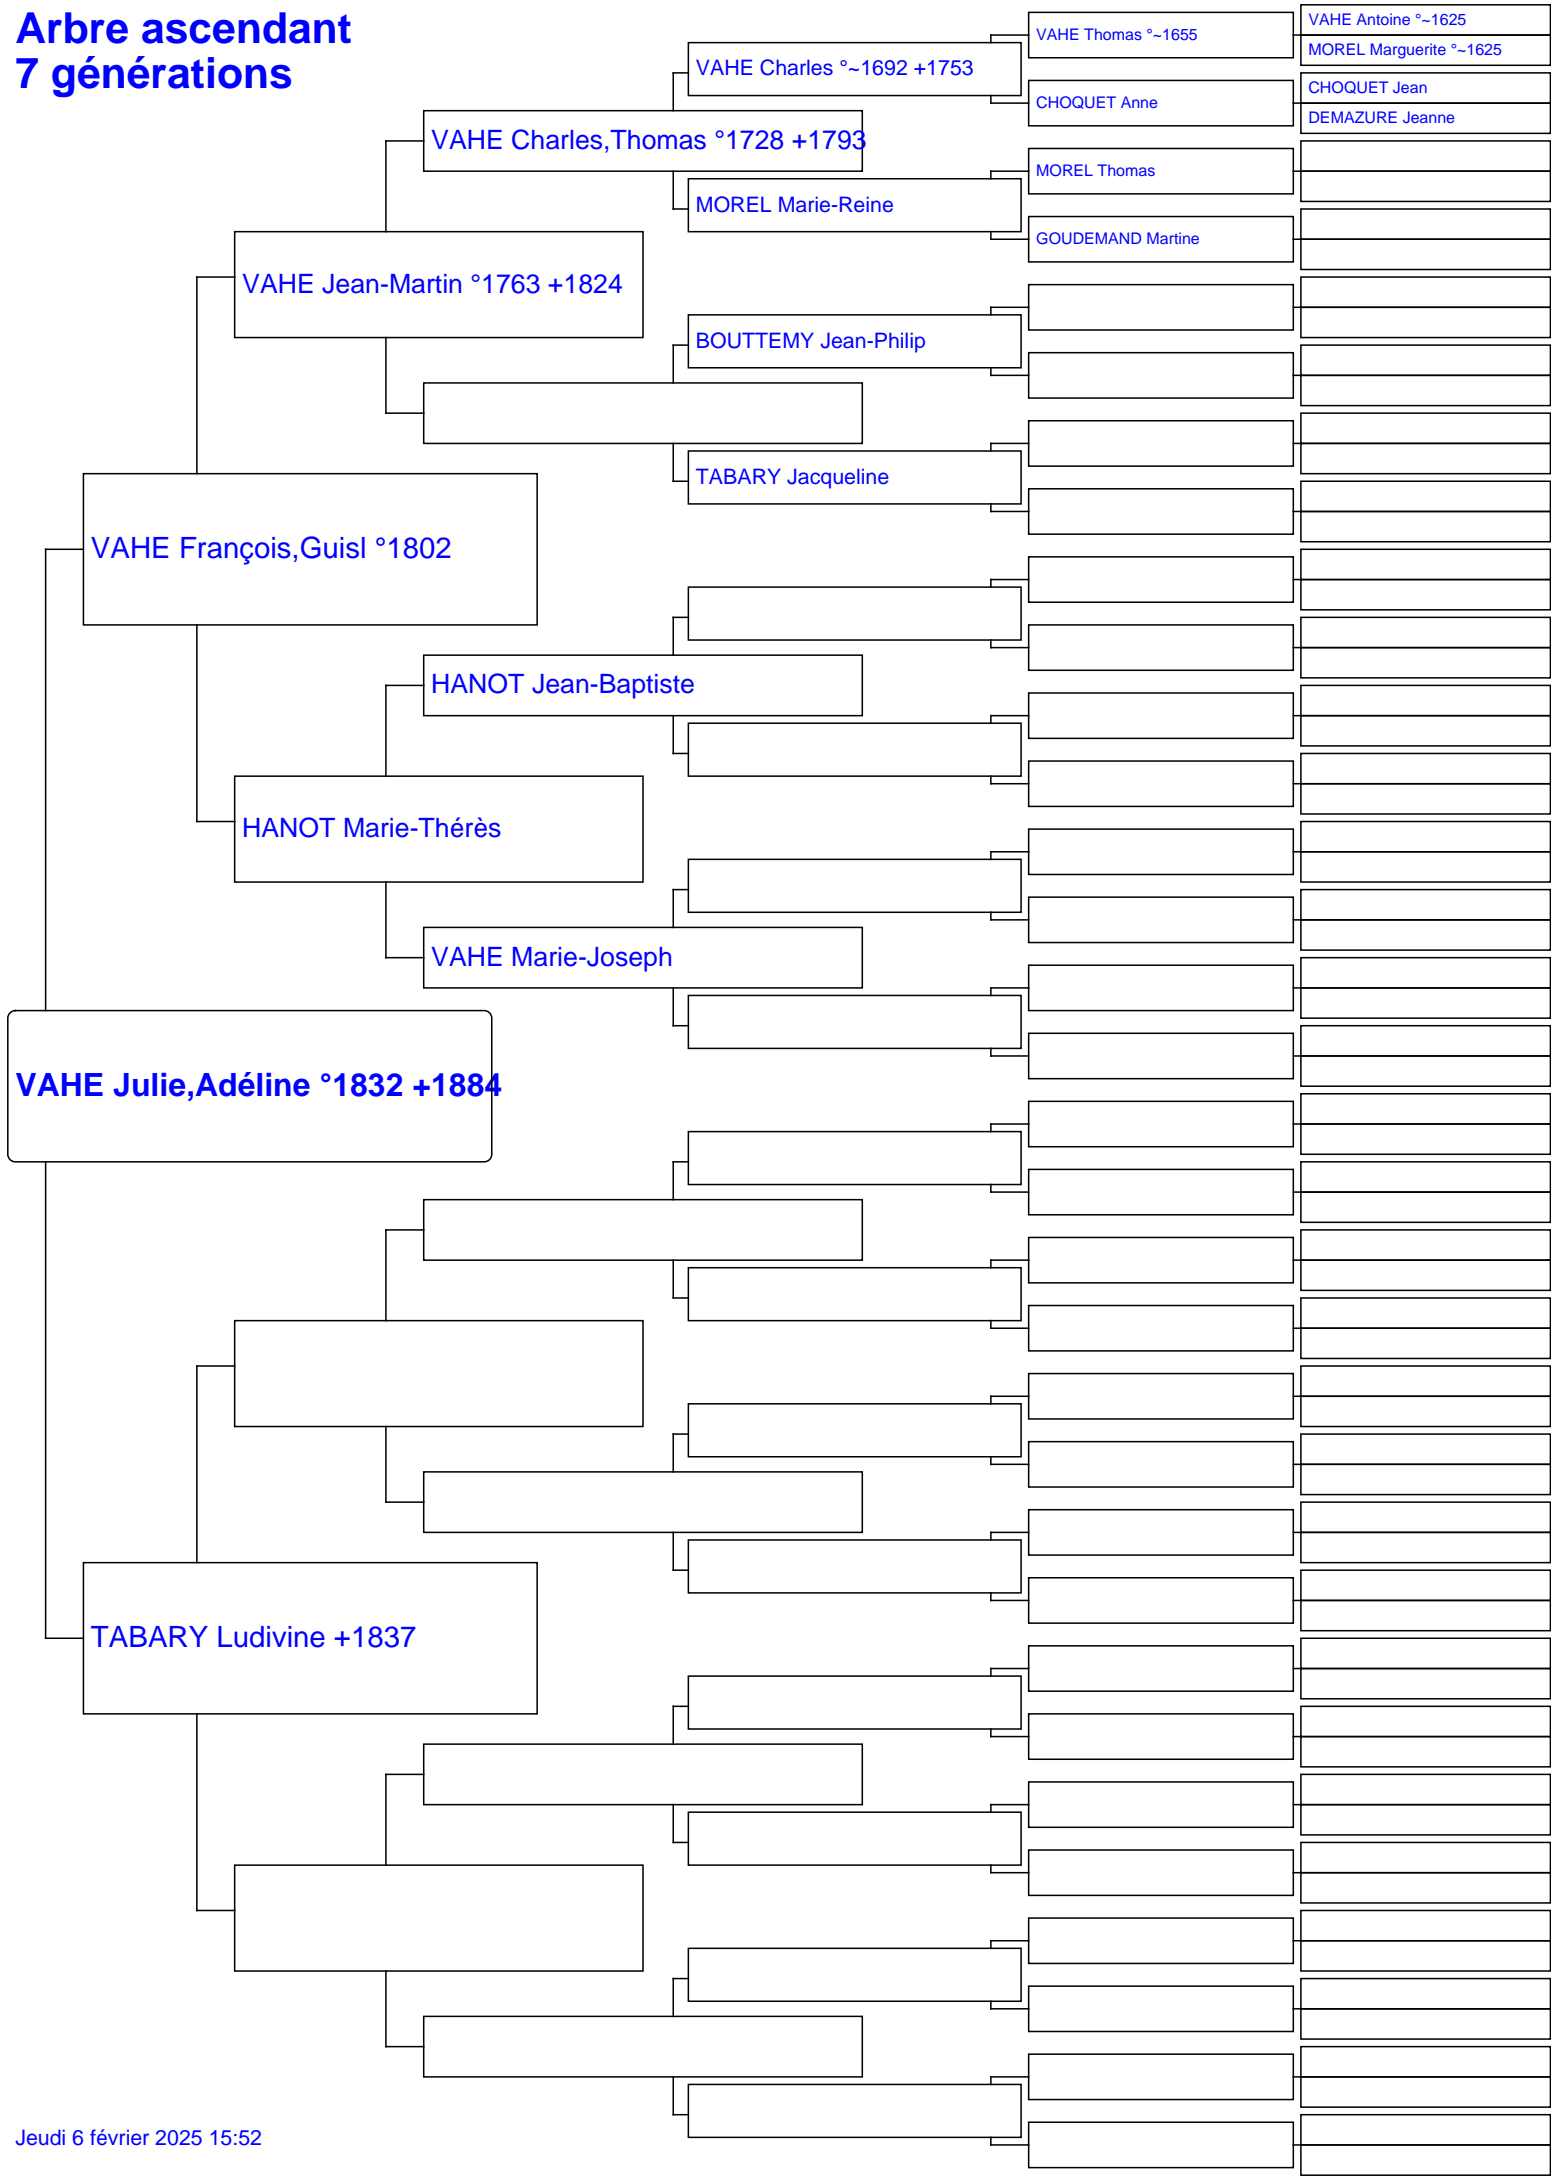 Arbre ascendant
7 générations
VAHE Antoine °~1625
VAHE Thomas °~1655
MOREL Marguerite °~1625
VAHE Charles °~1692 +1753
CHOQUET Jean
CHOQUET Anne
DEMAZURE Jeanne
VAHE Charles,Thomas °1728 +1793
MOREL Thomas
MOREL Marie-Reine
GOUDEMAND Martine
VAHE Jean-Martin °1763 +1824
BOUTTEMY Jean-Philip
TABARY Jacqueline
VAHE François,Guisl °1802
HANOT Jean-Baptiste
HANOT Marie-Thérès
VAHE Marie-Joseph
VAHE Julie,Adéline °1832 +1884
TABARY Ludivine +1837
Jeudi 6 février 2025 15:52